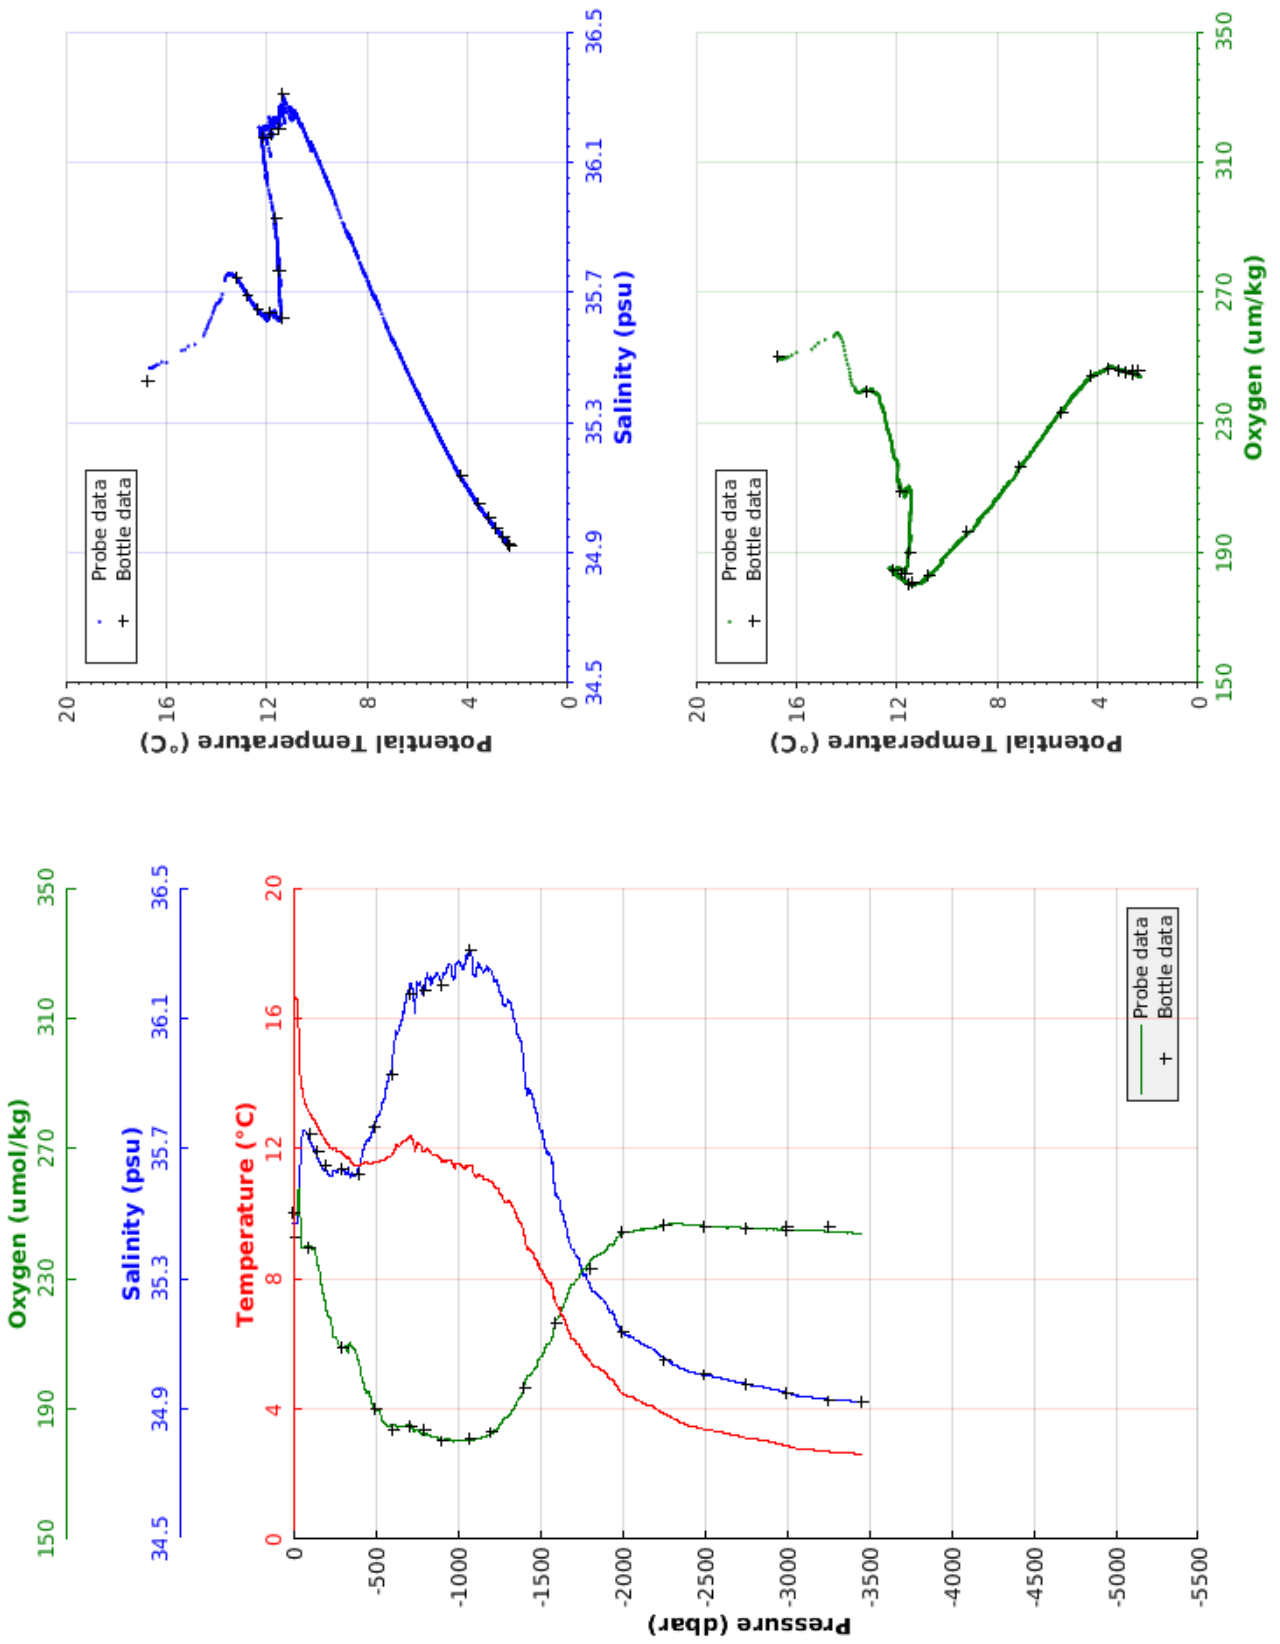 Oxygen (umol/kg)
150 190 230 270 310 350
Salinity (psu)
34.5 34.9 35.3 35.7 36.1 36.5
Temperature (°C)
0 4 8 12 16 20
0
-500
-1000
-1500
-2000
-2500
-3000
-3500
-4000
-4500
-5000
-5500
Pressure (dbar)
Probe data
Bottle data
20
16
12
8
4
0
Potential Temperature (°C)
Probe data
Bottle data
34.5 34.9 35.3 35.7 36.1 36.5
Salinity (psu)
20
16
12
8
4
0
Potential Temperature (°C)
Probe data
Bottle data
150 190 230 270 310 350
Oxygen (um/kg)